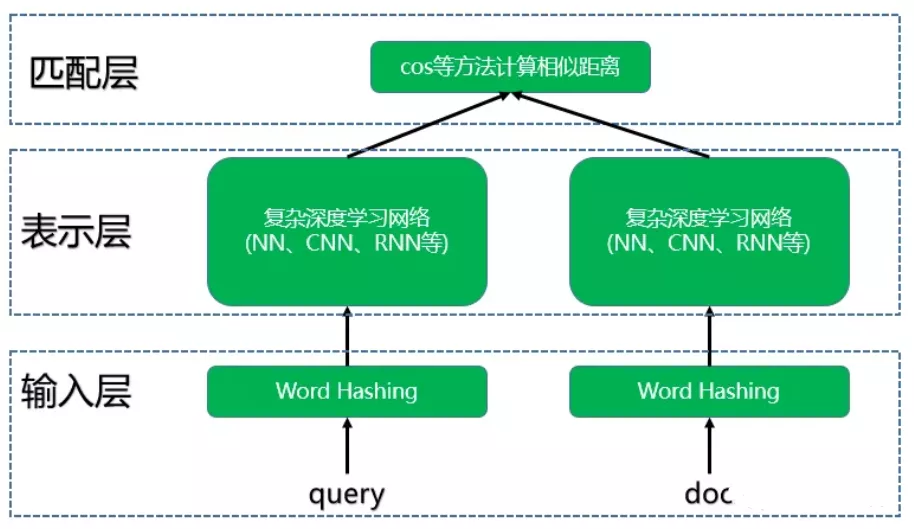 匹配层
cos等方法计算相似距离
表示层
复杂深度学习网络
(NN、CNN、RNN等)
复杂深度学习网络
(NN、CNN、RNN等)
输入层
Word Hashing
Word Hashing
query
doc